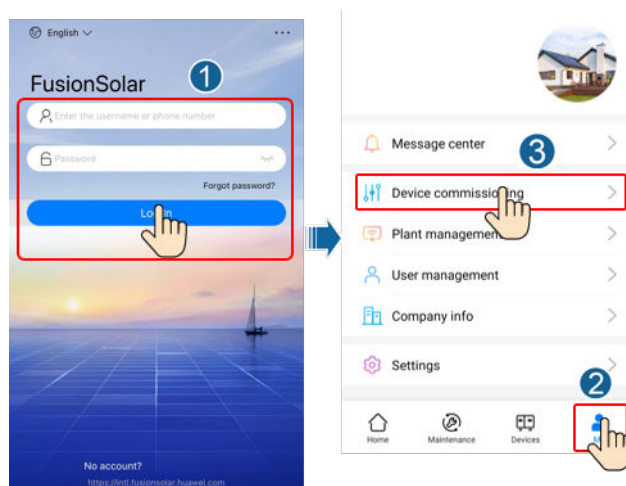 English
...
FusionSolar
1
Enter the username or phone number
Password
Forgot password?
Log In
No account?
https://intl.fusionsolar.huawei.com
Message center
3
Device commissioning
Plant management
User management
Company info
Settings
2
Home
Maintenance
Devices